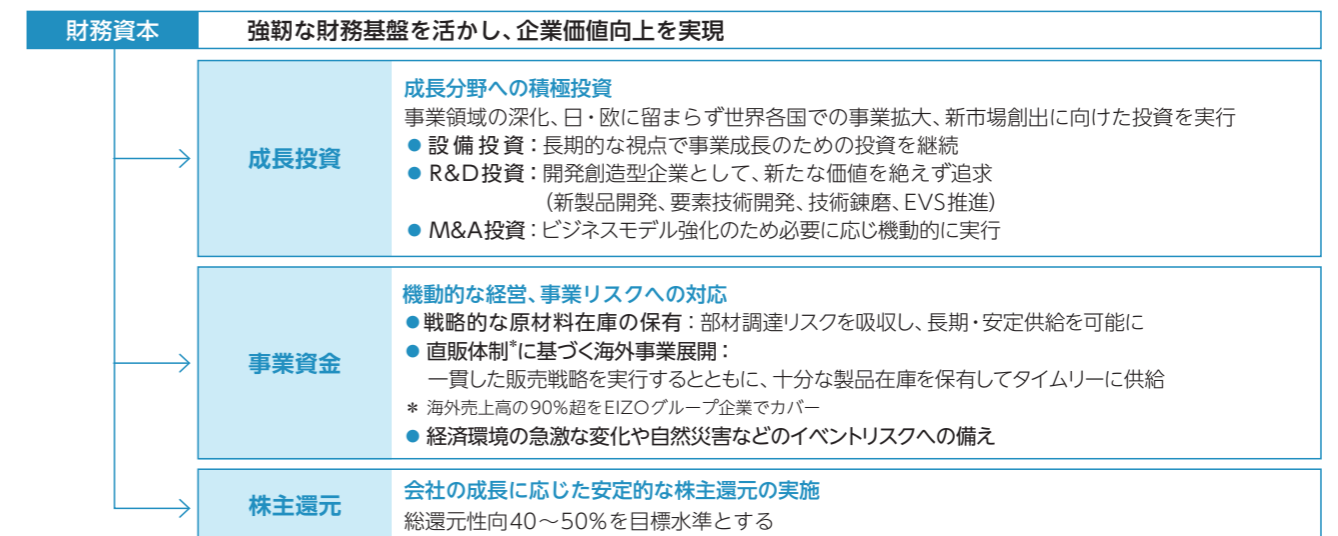 財務資本
強靭な財務基盤を活かし、企業価値向上を実現
成長投資
成長分野への積極投資
事業領域の深化、日・欧に留まらず世界各国での事業拡大、新市場創出に向けた投資を実行
● 設備投資：長期的な視点で事業成長のための投資を継続
● R&D投資：開発創造型企業として、新たな価値を絶えず追求
（新製品開発、要素技術開発、技術錬磨、EVS推進）
● M&A投資：ビジネスモデル強化のため必要に応じ機動的に実行
事業資金
機動的な経営、事業リスクへの対応
●戦略的な原材料在庫の保有：部材調達リスクを吸収し、長期・安定供給を可能に
● 直販体制*に基づく海外事業展開：
一貫した販売戦略を実行するとともに、十分な製品在庫を保有してタイムリーに供給
* 海外売上高の90%超をEIZOグループ企業でカバー
● 経済環境の急激な変化や自然災害などのイベントリスクへの備え
株主還元
会社の成長に応じた安定的な株主還元の実施
総還元性向40～50%を目標水準とする